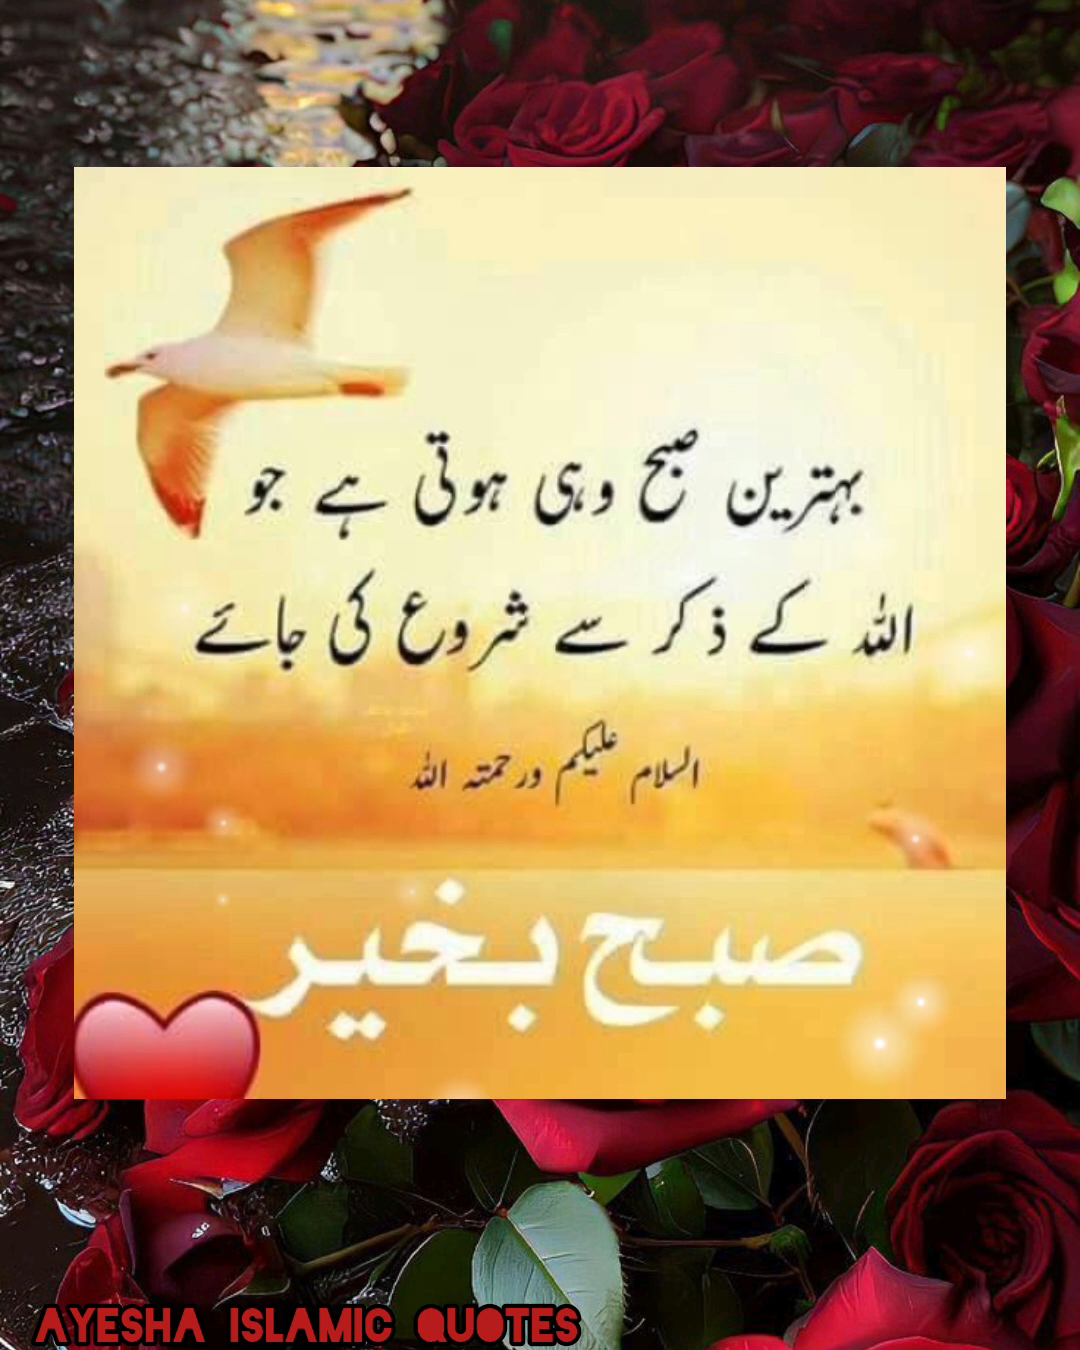 بہترین صبح وہی ہوتی ہے جو
اللہ کے ذکر سے شروع کی جائے
السلام علیکم ورحمتہ اللہ
صبح بخیر
AYESHA ISLAMIC QUOTES